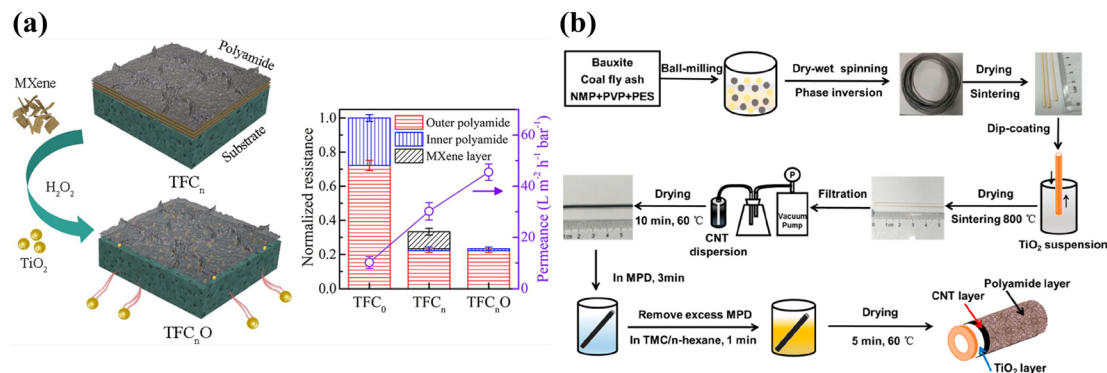 (a)
Polyamide
MXene
Substrate
TFCₙ
H₂O₂
TiO₂
TFCₙO
Normalized resistance
1.0
0.8
0.6
0.4
0.2
0.0
Outer polyamide
Inner polyamide
MXene layer
60
45
30
15
0
Permeance (L m⁻² h⁻¹ bar⁻¹)
TFC₀
TFCₙ
TFCₙO
(b)
Bauxite
Coal fly ash
NMP+PVP+PES
Ball-milling
Dry-wet spinning
Phase inversion
Drying
Sintering
Dip-coating
TiO₂ suspension
Drying
Sintering 800 ℃
Filtration
P
Vacuum
Pump
CNT
dispersion
Drying
10 min, 60 ℃
In MPD, 3min
Remove excess MPD
In TMC/n-hexane, 1 min
Drying
5 min, 60 ℃
Polyamide layer
CNT layer
TiO₂ layer